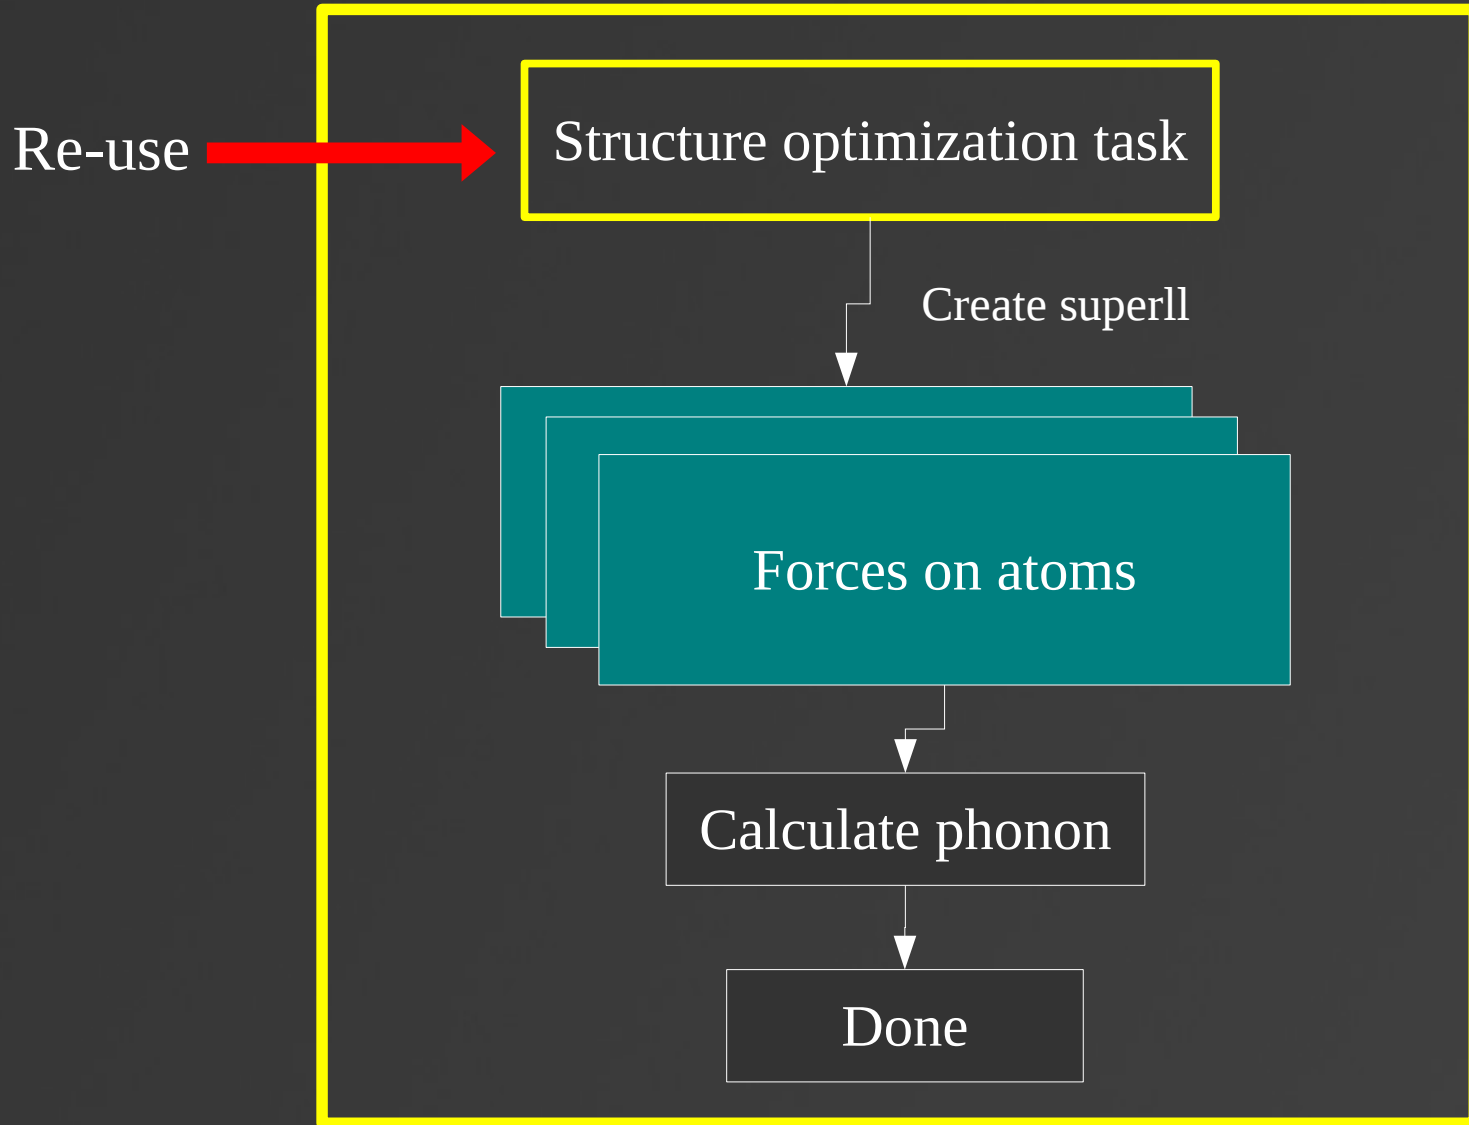 Structure optimization task
Re-use
Create superll
Forces on atoms
Calculate phonon
Done